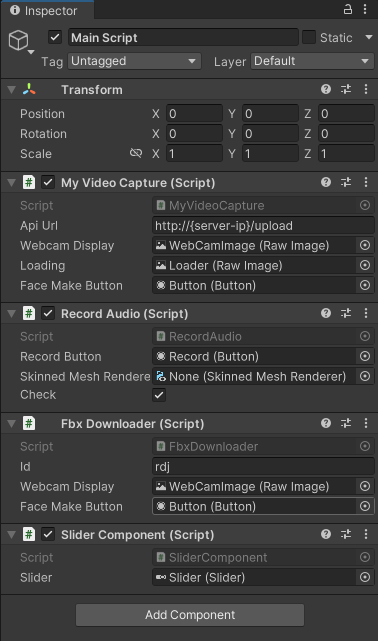 Inspector
Main Script Static
Tag Untagged Layer Default
Transform
Position X 0 Y 0 Z 0
Rotation X 0 Y 0 Z 0
Scale X 1 Y 1 Z 1
# My Video Capture (Script)
Script # MyVideoCapture
Api Url http://{server-ip}/upload
Webcam Display WebCamImage (Raw Image)
Loading Loader (Raw Image)
Face Make Button Button (Button)
# Record Audio (Script)
Script # RecordAudio
Record Button Record (Button)
Skinned Mesh Rendere None (Skinned Mesh Renderer)
Check
# Fbx Downloader (Script)
Script # FbxDownloader
Id rdj
Webcam Display WebCamImage (Raw Image)
Face Make Button Button (Button)
# Slider Component (Script)
Script # SliderComponent
Slider Slider (Slider)
Add Component